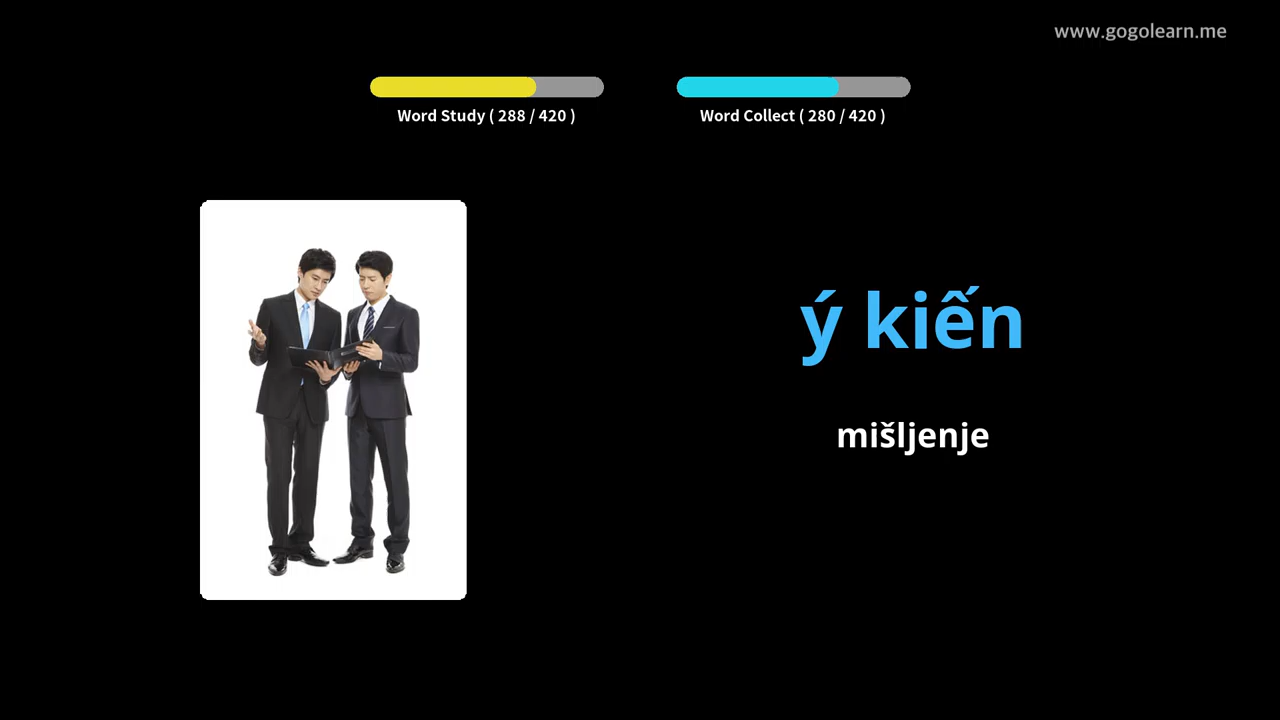 www.gogolearn.me
Word Study ( 288 / 420 )
Word Collect ( 280 / 420 )
ý kiến
mišljenje